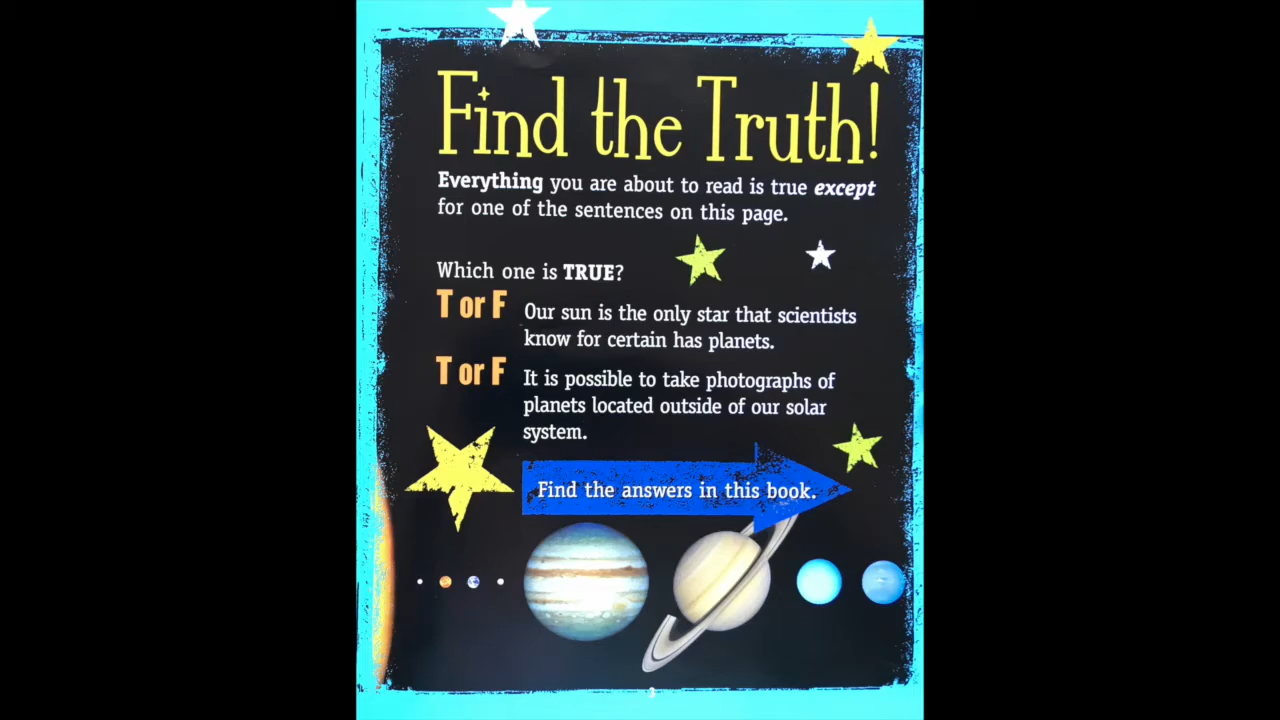 Find the Truth!
Everything you are about to read is true except
for one of the sentences on this page.
Which one is TRUE?
T or F Our sun is the only star that scientists
know for certain has planets.
T or F It is possible to take photographs of
planets located outside of our solar
system.
Find the answers in this book.